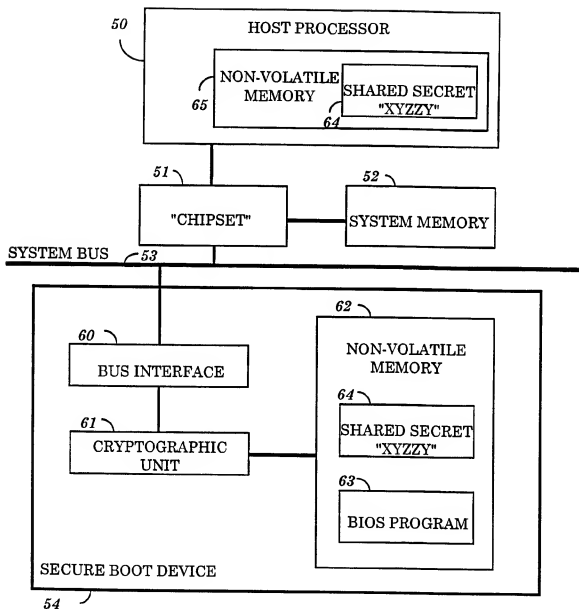 50
HOST PROCESSOR
65
NON-VOLATILE
MEMORY
64
SHARED SECRET
"XYZZY"
51
"CHIPSET"
52
SYSTEM MEMORY
SYSTEM BUS
53
60
BUS INTERFACE
61
CRYPTOGRAPHIC
UNIT
62
NON-VOLATILE
MEMORY
64
SHARED SECRET
"XYZZY"
63
BIOS PROGRAM
SECURE BOOT DEVICE
54